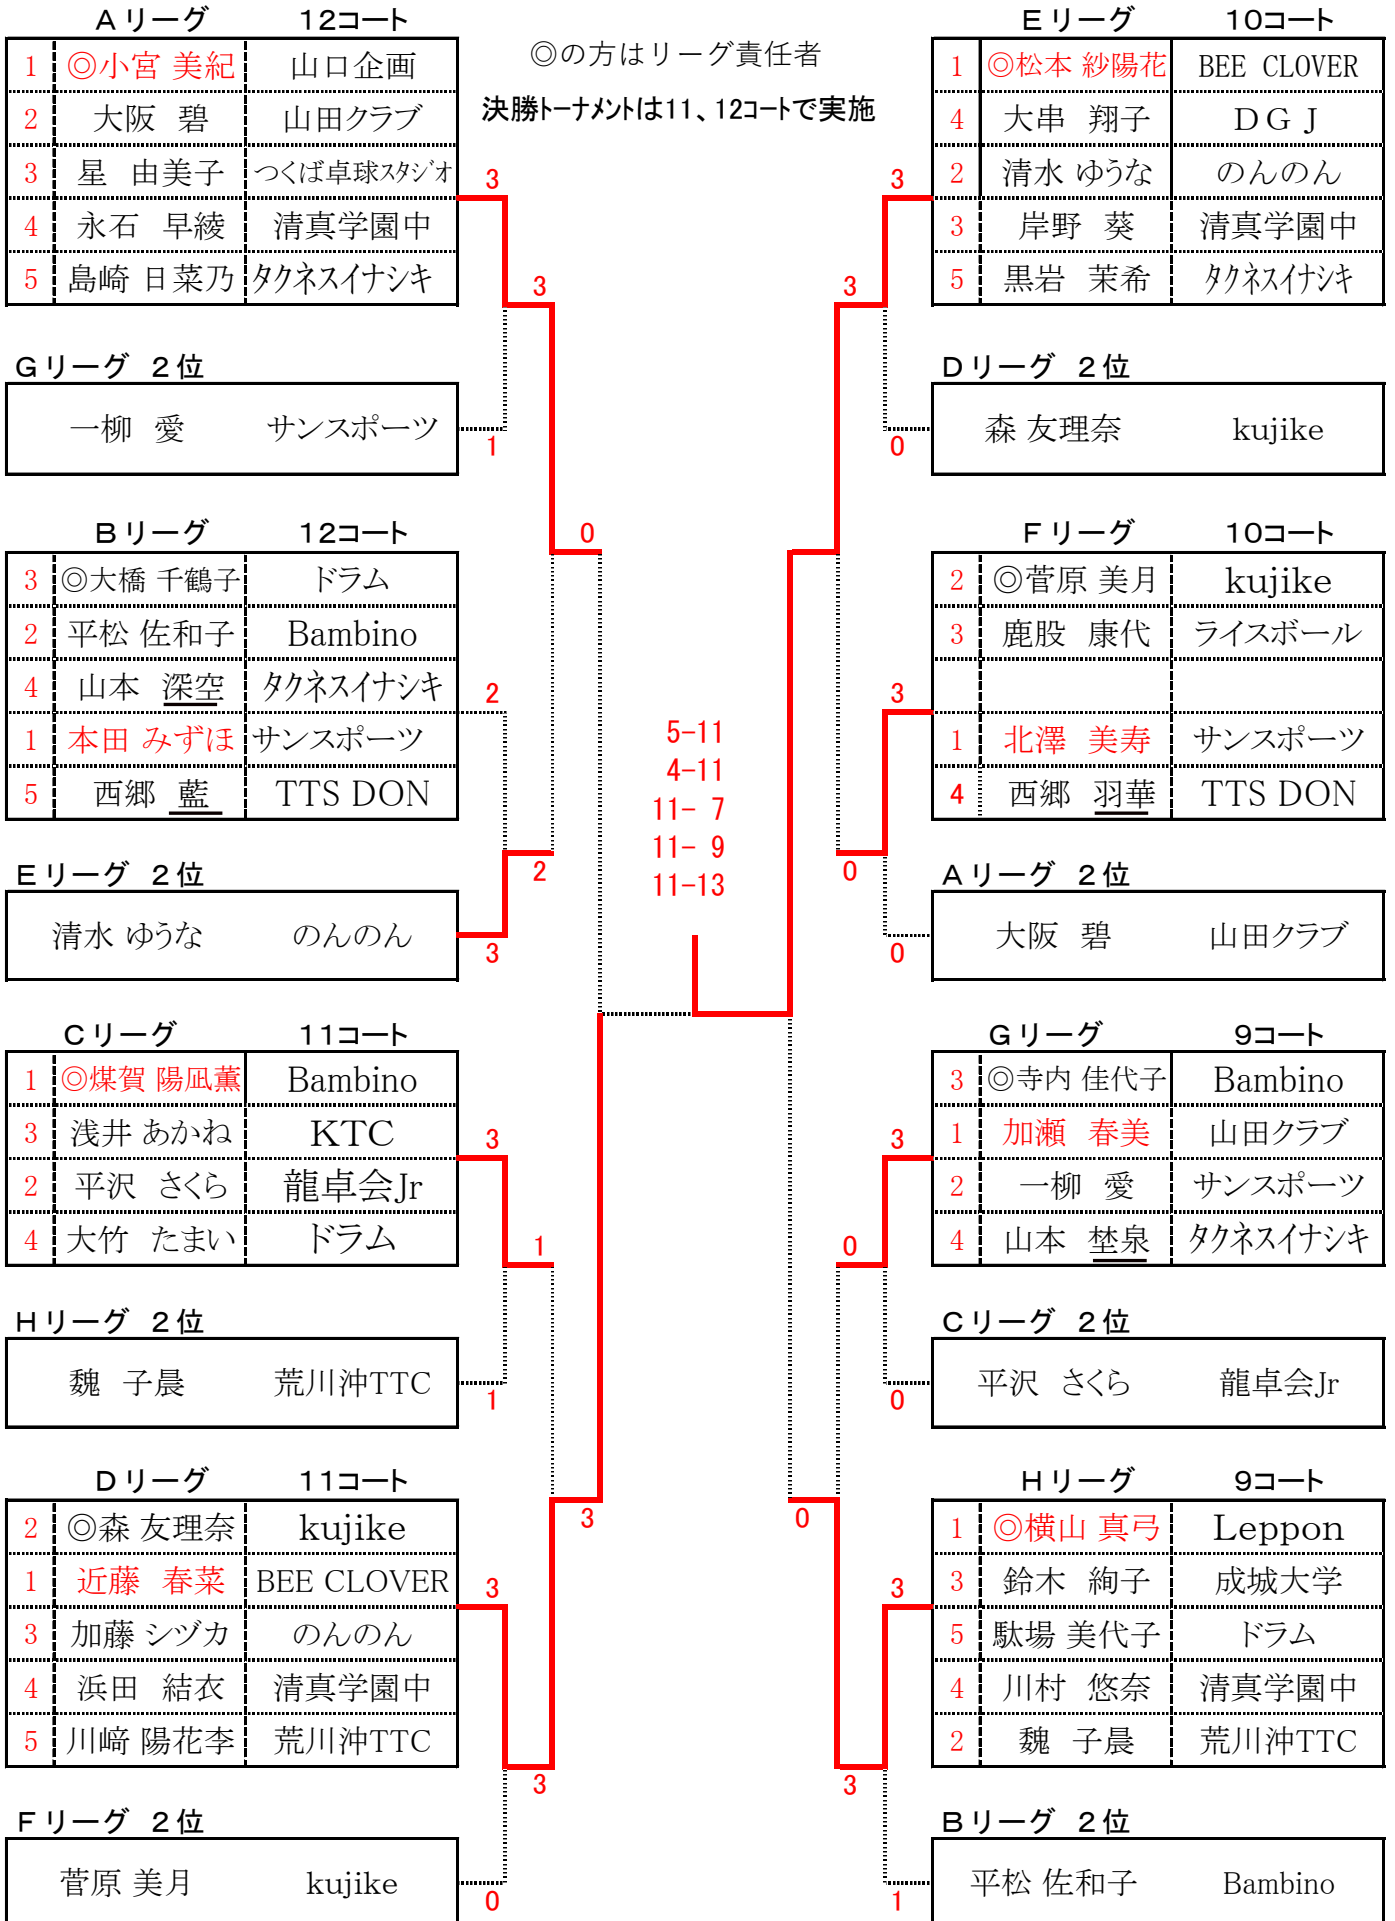 Aリーグ 12コート
1 ◎小宮 美紀 山口企画
2 大阪 碧 山田クラブ
3 星 由美子 つくば卓球スタジオ
4 永石 早綾 清真学園中
5 島崎 日菜乃 タクネスイナシキ
3
3
Gリーグ 2位
一柳 愛 サンスポーツ
1
Bリーグ 12コート
0
3 ◎大橋 千鶴子 ドラム
2 平松 佐和子 Bambino
4 山本 深空 タクネスイナシキ
1 本田 みずほ サンスポーツ
5 西郷 藍 TTS DON
2
2
Eリーグ 2位
清水 ゆうな のんのん
3
Cリーグ 11コート
1 ◎煤賀 陽凪薫 Bambino
3 浅井 あかね KTC
2 平沢 さくら 龍卓会Jr
4 大竹 たまい ドラム
3
1
Hリーグ 2位
魏 子晨 荒川沖TTC
1
Dリーグ 11コート
3
2 ◎森 友理奈 kujike
1 近藤 春菜 BEE CLOVER
3 加藤 シヅカ のんのん
4 浜田 結衣 清真学園中
5 川﨑 陽花李 荒川沖TTC
3
3
Fリーグ 2位
菅原 美月 kujike
0
◎の方はリーグ責任者
決勝トーナメントは11、12コートで実施
5-11
4-11
11- 7
11- 9
11-13
Eリーグ 10コート
1 ◎松本 紗陽花 BEE CLOVER
4 大串 翔子 DGJ
2 清水 ゆうな のんのん
3 岸野 葵 清真学園中
5 黒岩 茉希 タクネスイナシキ
3
3
Dリーグ 2位
森 友理奈 kujike
0
Fリーグ 10コート
2 ◎菅原 美月 kujike
3 鹿股 康代 ライスボール
1 北澤 美寿 サンスポーツ
4 西郷 羽華 TTS DON
3
0
Aリーグ 2位
大阪 碧 山田クラブ
0
Gリーグ 9コート
3 ◎寺内 佳代子 Bambino
1 加瀬 春美 山田クラブ
2 一柳 愛 サンスポーツ
4 山本 埜泉 タクネスイナシキ
3
0
Cリーグ 2位
平沢 さくら 龍卓会Jr
0
Hリーグ 9コート
0
1 ◎横山 真弓 Leppon
3 鈴木 絢子 成城大学
5 駄場 美代子 ドラム
4 川村 悠奈 清真学園中
2 魏 子晨 荒川沖TTC
3
3
Bリーグ 2位
平松 佐和子 Bambino
1